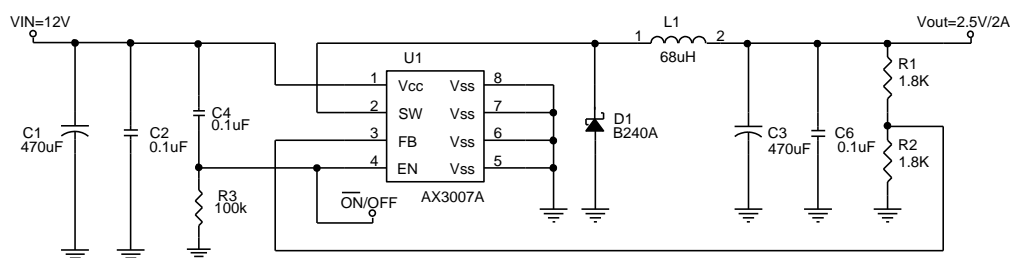 VIN=12V
L1
1 2
68uH
Vout=2.5V/2A
U1
1 Vcc Vss 8
2 SW Vss 7
3 FB Vss 6
4 EN Vss 5
AX3007A
C1
470uF
C2
0.1uF
C4
0.1uF
R3
100k
ON/OFF
D1
B240A
C3
470uF
C6
0.1uF
R1
1.8K
R2
1.8K